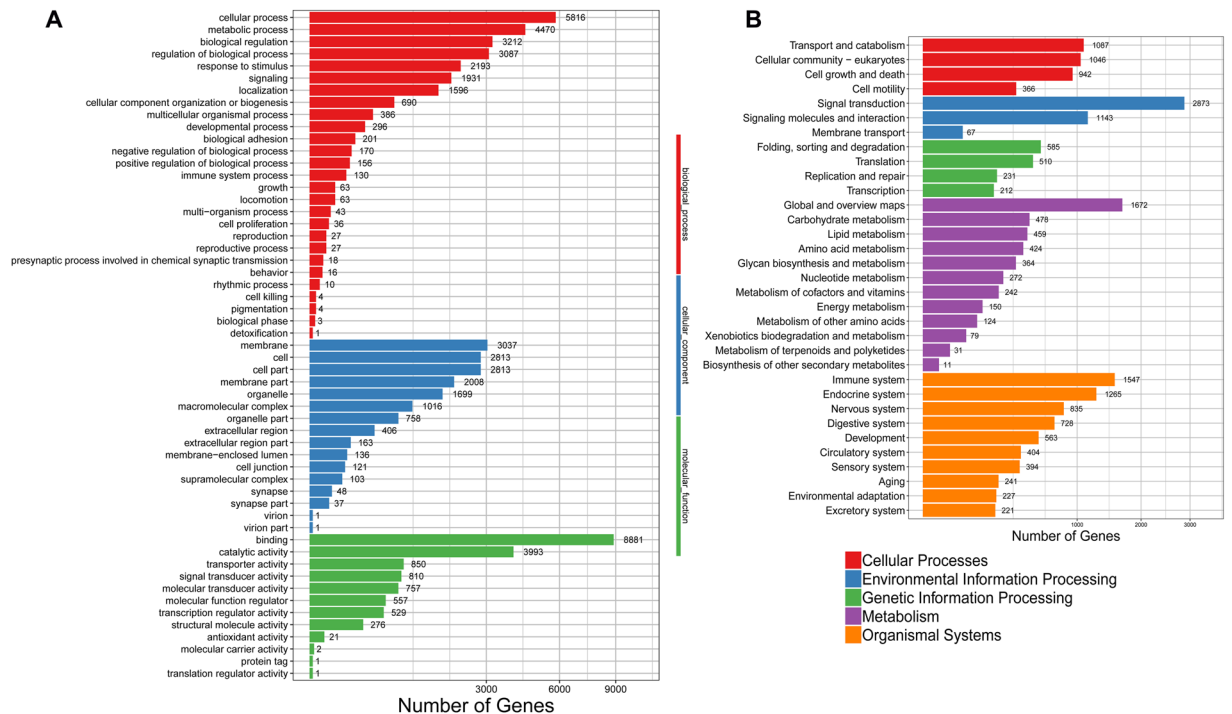 A
cellular process 5816
metabolic process 4470
biological regulation 3212
regulation of biological process 3087
response to stimulus 2193
signaling 1931
localization 1596
cellular component organization or biogenesis 690
multicellular organismal process 386
developmental process 296
biological adhesion 201
negative regulation of biological process 170
positive regulation of biological process 156
immune system process 130
growth 63
locomotion 63
multi−organism process 43
cell proliferation 36
reproduction 27
reproductive process 27
presynaptic process involved in chemical synaptic transmission 18
behavior 16
rhythmic process 10
cell killing 4
pigmentation 4
biological phase 3
detoxification 1
membrane 3037
cell 2813
cell part 2813
membrane part 2008
organelle 1699
macromolecular complex 1016
organelle part 758
extracellular region 406
extracellular region part 163
membrane−enclosed lumen 136
cell junction 121
supramolecular complex 103
synapse 48
synapse part 37
virion 1
virion part 1
binding 8881
catalytic activity 3993
transporter activity 850
signal transducer activity 810
molecular transducer activity 757
molecular function regulator 557
transcription regulator activity 529
structural molecule activity 276
antioxidant activity 21
molecular carrier activity 2
protein tag 1
translation regulator activity 1
3000 6000 9000
Number of Genes
biological_process
cellular_component
molecular_function
B
Transport and catabolism 1087
Cellular community − eukaryotes 1046
Cell growth and death 942
Cell motility 366
Signal transduction 2873
Signaling molecules and interaction 1143
Membrane transport 67
Folding, sorting and degradation 585
Translation 510
Replication and repair 231
Transcription 212
Global and overview maps 1672
Carbohydrate metabolism 478
Lipid metabolism 459
Amino acid metabolism 424
Glycan biosynthesis and metabolism 364
Nucleotide metabolism 272
Metabolism of cofactors and vitamins 242
Energy metabolism 150
Metabolism of other amino acids 124
Xenobiotics biodegradation and metabolism 79
Metabolism of terpenoids and polyketides 31
Biosynthesis of other secondary metabolites 11
Immune system 1547
Endocrine system 1265
Nervous system 835
Digestive system 728
Development 563
Circulatory system 404
Sensory system 394
Aging 241
Environmental adaptation 227
Excretory system 221
1000 2000 3000
Number of Genes
Cellular Processes
Environmental Information Processing
Genetic Information Processing
Metabolism
Organismal Systems